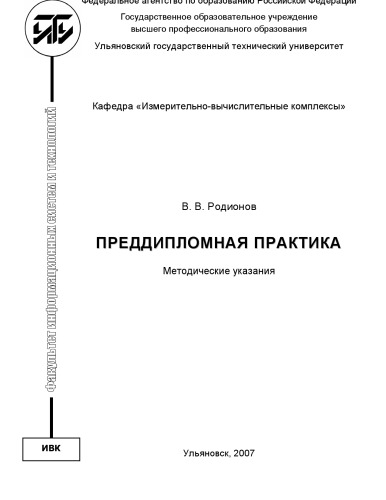 Федеральное агентство по образованию Российской Федерации
Государственное образовательное учреждение
высшего профессионального образования
Ульяновский государственный технический университет
Кафедра «Измерительно-вычислительные комплексы»
Факультет информационных систем и технологий
В. В. Родионов
ПРЕДДИПЛОМНАЯ ПРАКТИКА
Методические указания
ИВК
Ульяновск, 2007